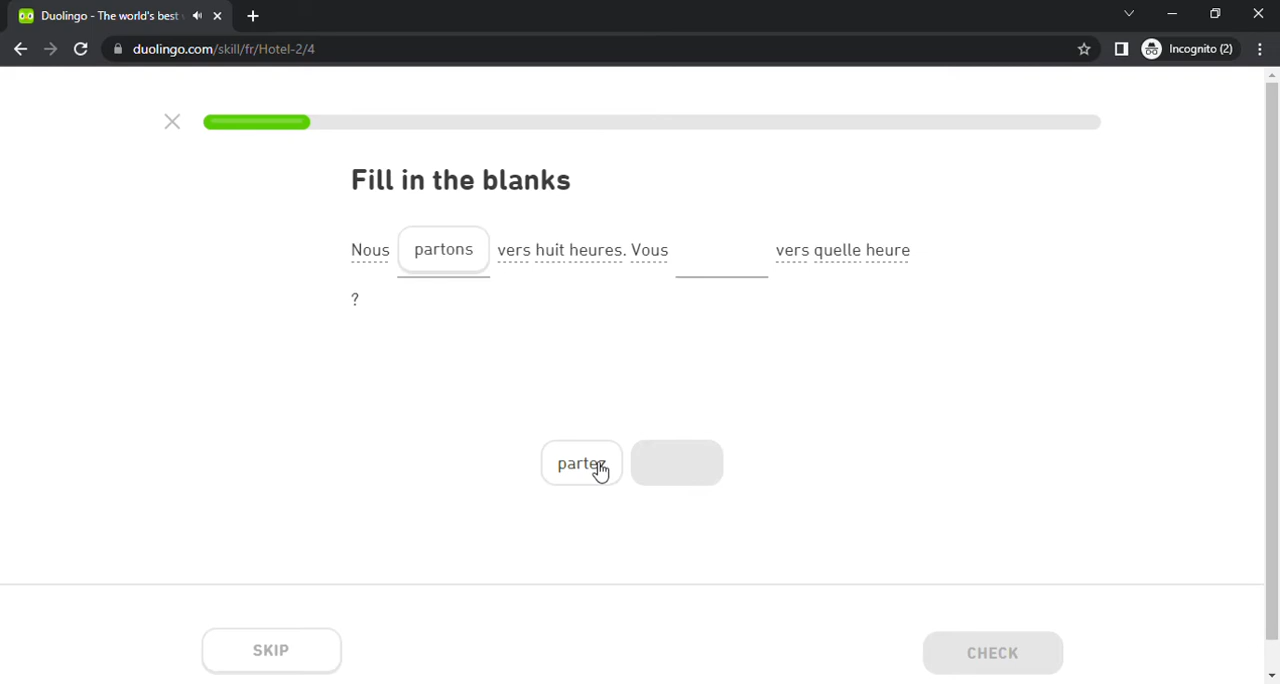 Duolingo - The world's best
duolingo.com/skill/fr/Hotel-2/4
Incognito (2)
Fill in the blanks
Nous partons vers huit heures. Vous vers quelle heure
?
partez
SKIP
CHECK